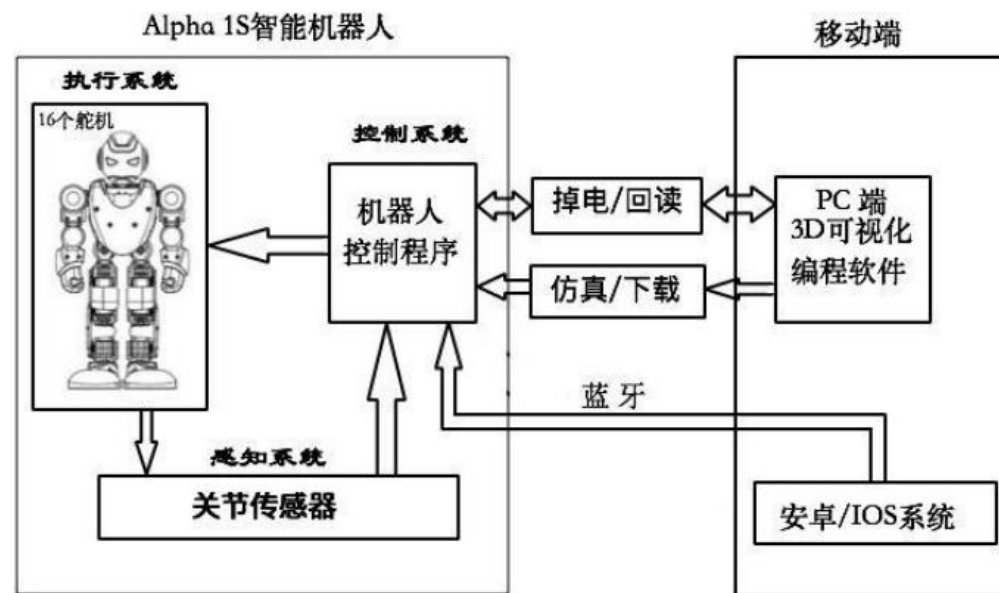 Alpha 1S智能机器人
移动端
执行系统
16个舵机
控制系统
机器人
控制程序
掉电/回读
仿真/下载
PC 端
3D可视化
编程软件
蓝 牙
感知系统
关节传感器
安卓/IOS系统